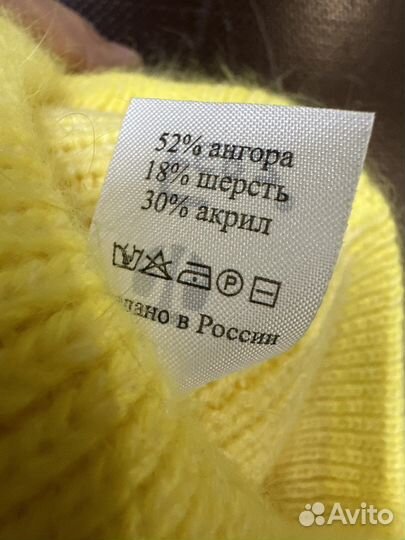 52% ангора
18% шерсть
30% акрил
P
в России
Avito